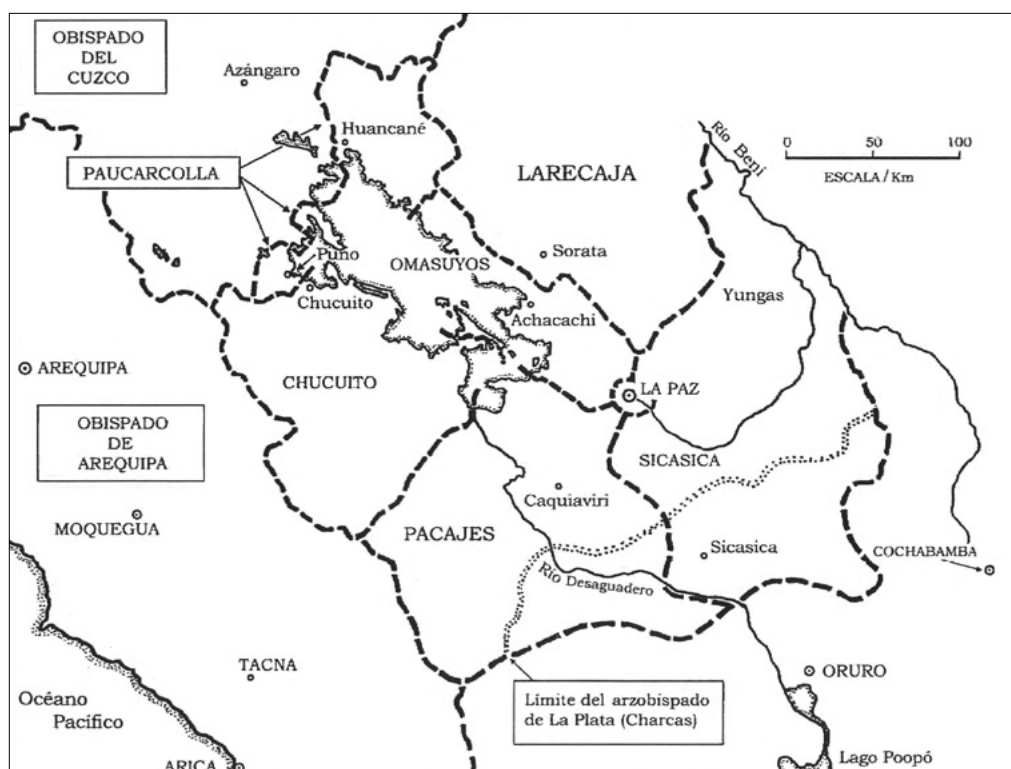 OBISPADO
DEL
CUZCO
Azángaro
Huancané
PAUCARCOLLA
LARECAJA
Río Beni
0 50 100
ESCALA/Km
Puno
OMASUYOS
Sorata
Yungas
Chucuito
Achacachi
AREQUIPA
CHUCUITO
LA PAZ
OBISPADO
DE
AREQUIPA
SICASICA
MOQUEGUA
PACAJES
Caquiaviri
Sicasica
COCHABAMBA
Río Desaguadero
TACNA
ORURO
Océano
Pacífico
Límite del arzobispado
de La Plata (Charcas)
Lago Poopó
ARICA